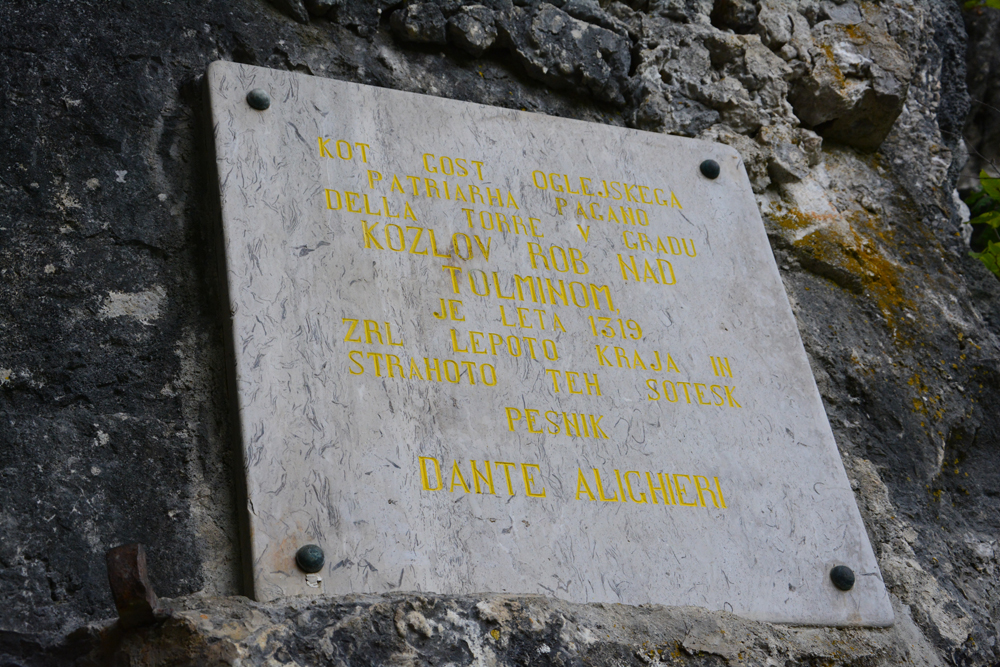 KOT GOST OGLEJSKEGA
PATRIARHA PAGANO
DELLA TORRE V GRADU
KOZLOV ROB NAD
TOLMINOM,
JE LETA 1319
ZRL LEPOTO KRAJA IN
STRAHOTO TEH SOTESK
PESNIK
DANTE ALIGHIERI